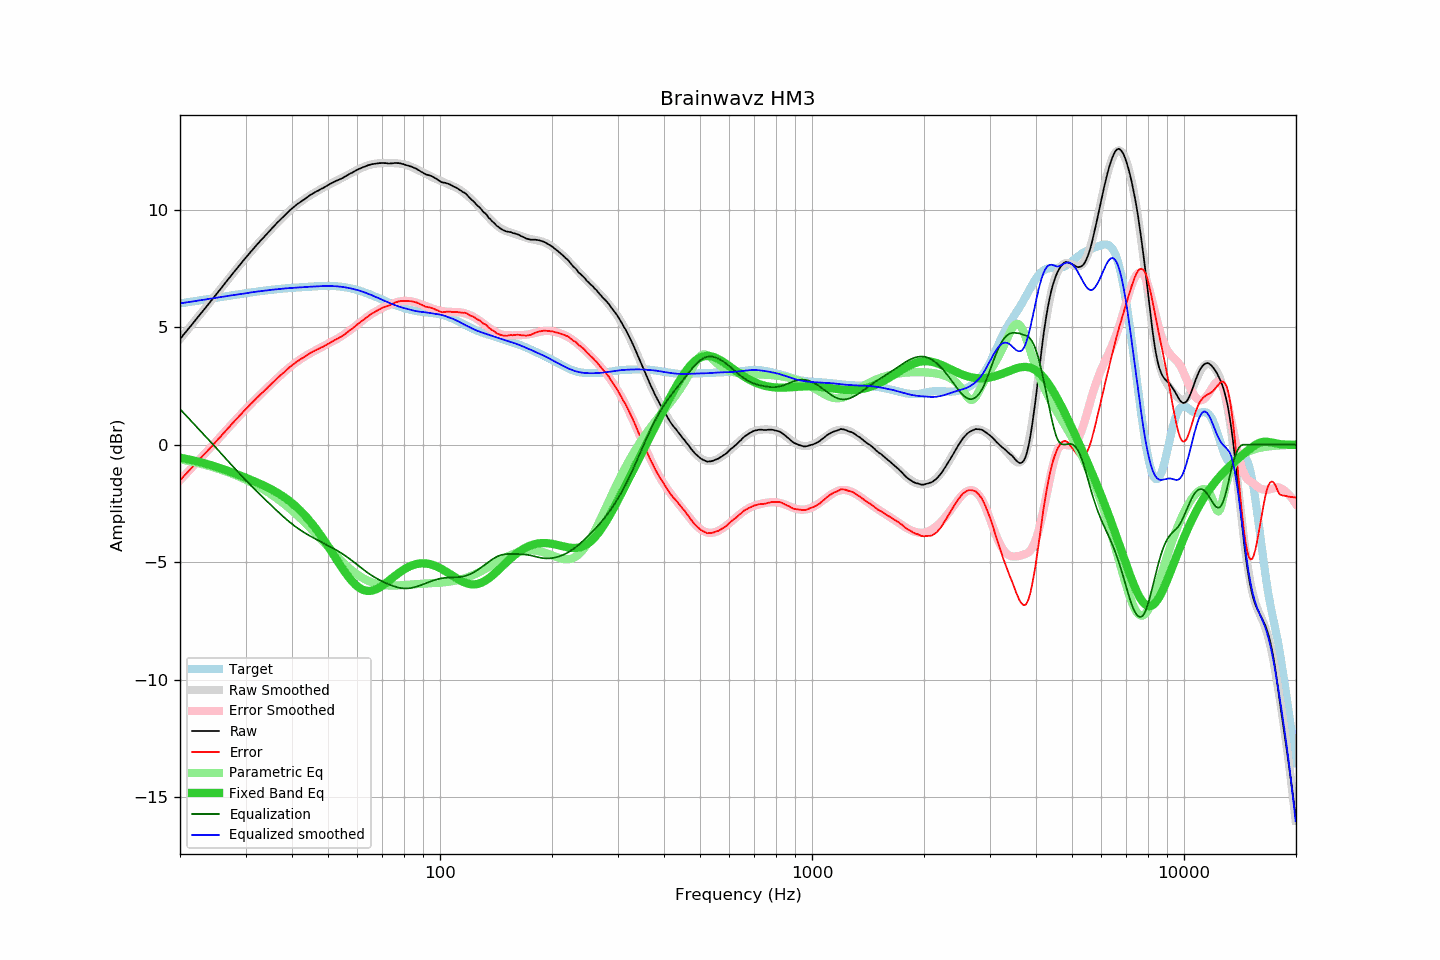 Brainwavz HM3
Amplitude (dBr)
10
5
0
−5
−10
−15
Target
Raw Smoothed
Error Smoothed
Raw
Error
Parametric Eq
Fixed Band Eq
Equalization
Equalized smoothed
100
1000
10000
Frequency (Hz)